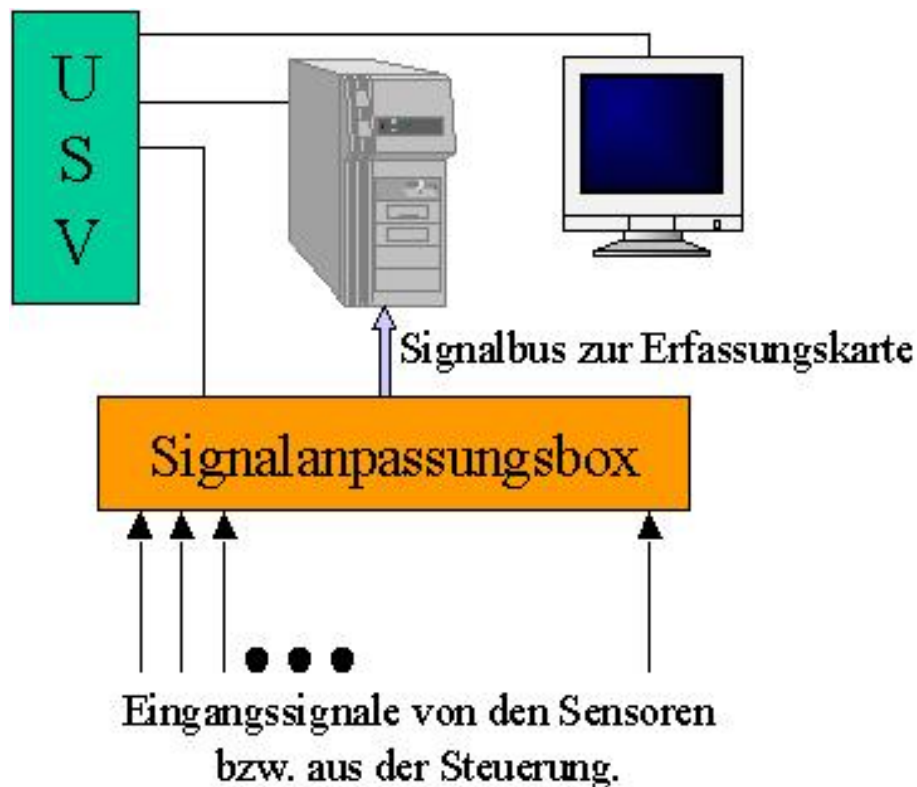 U
S
V
Signalbus zur Erfassungskarte
Signalanpassungsbox
Eingangssignale von den Sensoren
bzw. aus der Steuerung.